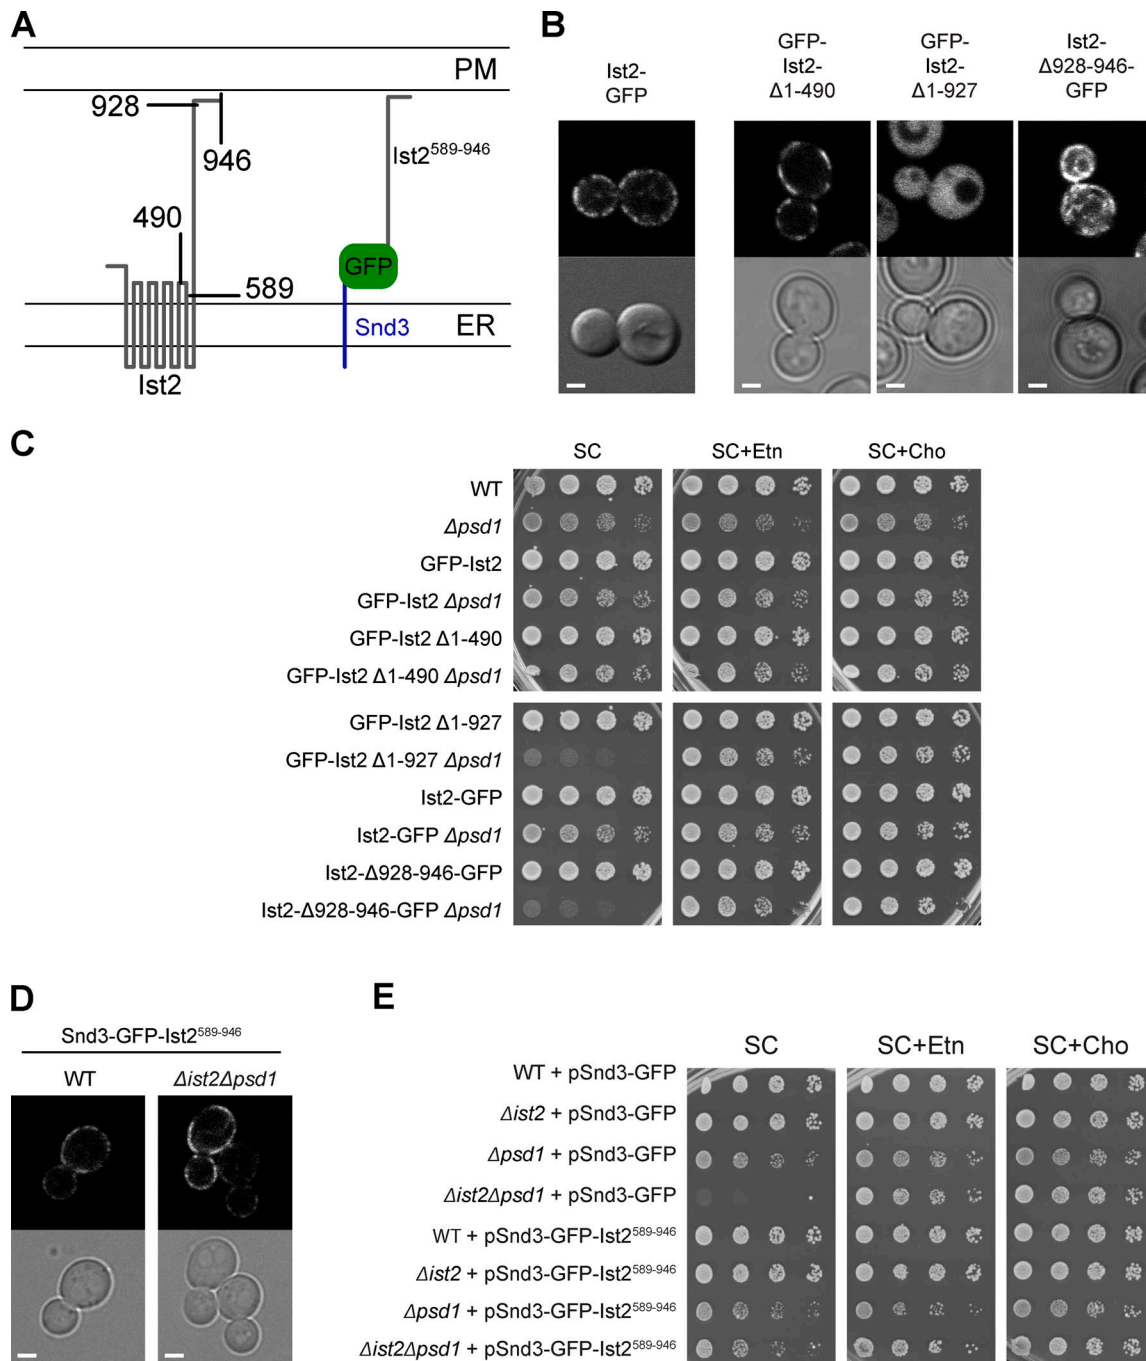 A
PM
928
946
Ist2589-946
490
GFP
589
Snd3
ER
Ist2
B
Ist2-
GFP
GFP-
Ist2-
Δ1-490
GFP-
Ist2-
Δ1-927
Ist2-
Δ928-946-
GFP
C
SC SC+Etn SC+Cho
WT
Δpsd1
GFP-Ist2
GFP-Ist2 Δpsd1
GFP-Ist2 Δ1-490
GFP-Ist2 Δ1-490 Δpsd1
GFP-Ist2 Δ1-927
GFP-Ist2 Δ1-927 Δpsd1
Ist2-GFP
Ist2-GFP Δpsd1
Ist2-Δ928-946-GFP
Ist2-Δ928-946-GFP Δpsd1
D
Snd3-GFP-Ist2589-946
WT Δist2Δpsd1
E
SC SC+Etn SC+Cho
WT + pSnd3-GFP
Δist2 + pSnd3-GFP
Δpsd1 + pSnd3-GFP
Δist2Δpsd1 + pSnd3-GFP
WT + pSnd3-GFP-Ist2589-946
Δist2 + pSnd3-GFP-Ist2589-946
Δpsd1 + pSnd3-GFP-Ist2589-946
Δist2Δpsd1 + pSnd3-GFP-Ist2589-946